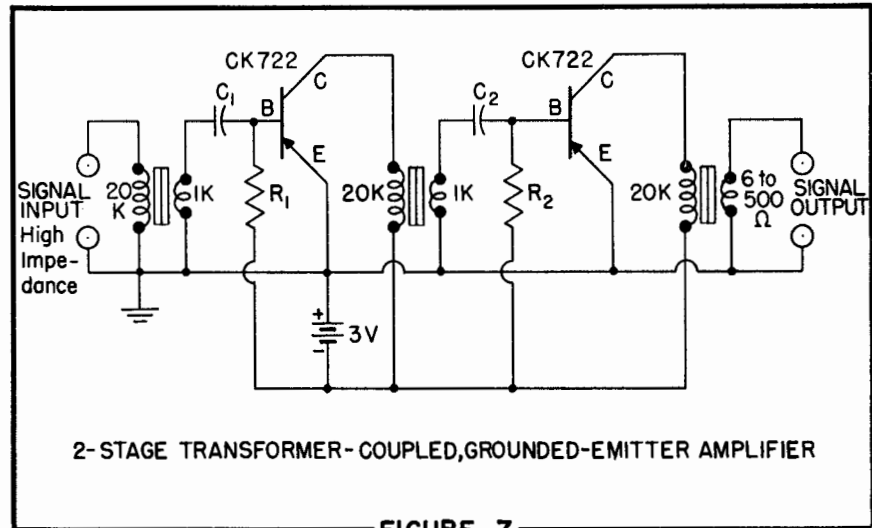 CK722
CK722
C
C
C₁
C₂
B
B
E
E
SIGNAL
INPUT
High
Impe-
dance
20
K
1K
R₁
20K
1K
R₂
20K
6 to
500
Ω
SIGNAL
OUTPUT
+
-
3V
2-STAGE TRANSFORMER-COUPLED, GROUNDED-EMITTER AMPLIFIER
FIGURE 7